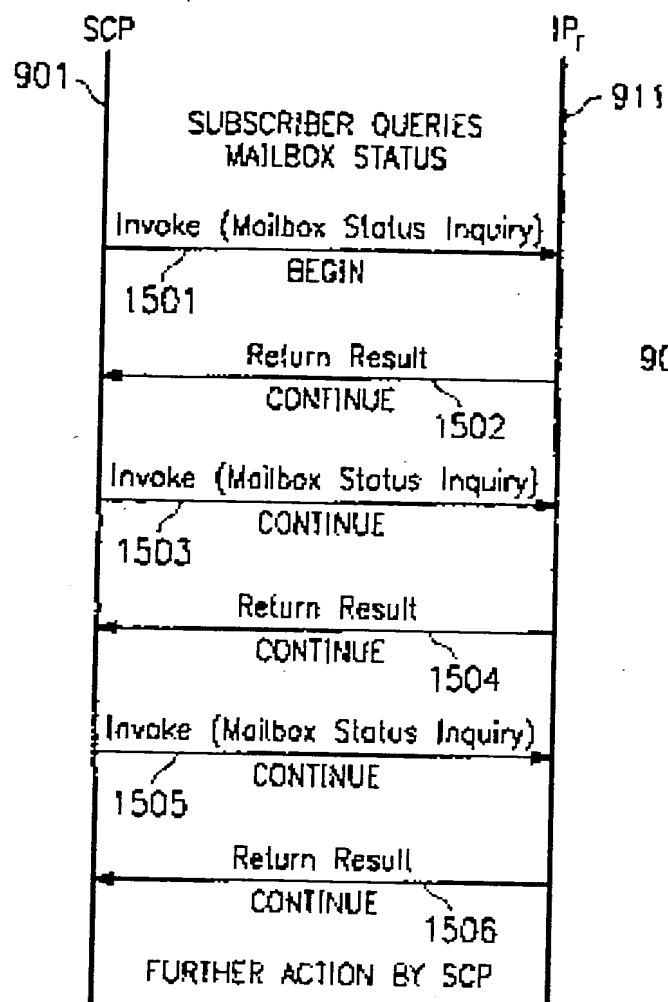 SCP IPr
901 911
SUBSCRIBER QUERIES
MAILBOX STATUS
Invoke (Mailbox Status Inquiry)
BEGIN
1501
Return Result
90
CONTINUE
1502
Invoke (Mailbox Status Inquiry)
CONTINUE
1503
Return Result
CONTINUE
1504
Invoke (Mailbox Status Inquiry)
CONTINUE
1505
Return Result
CONTINUE
1506
FURTHER ACTION BY SCP